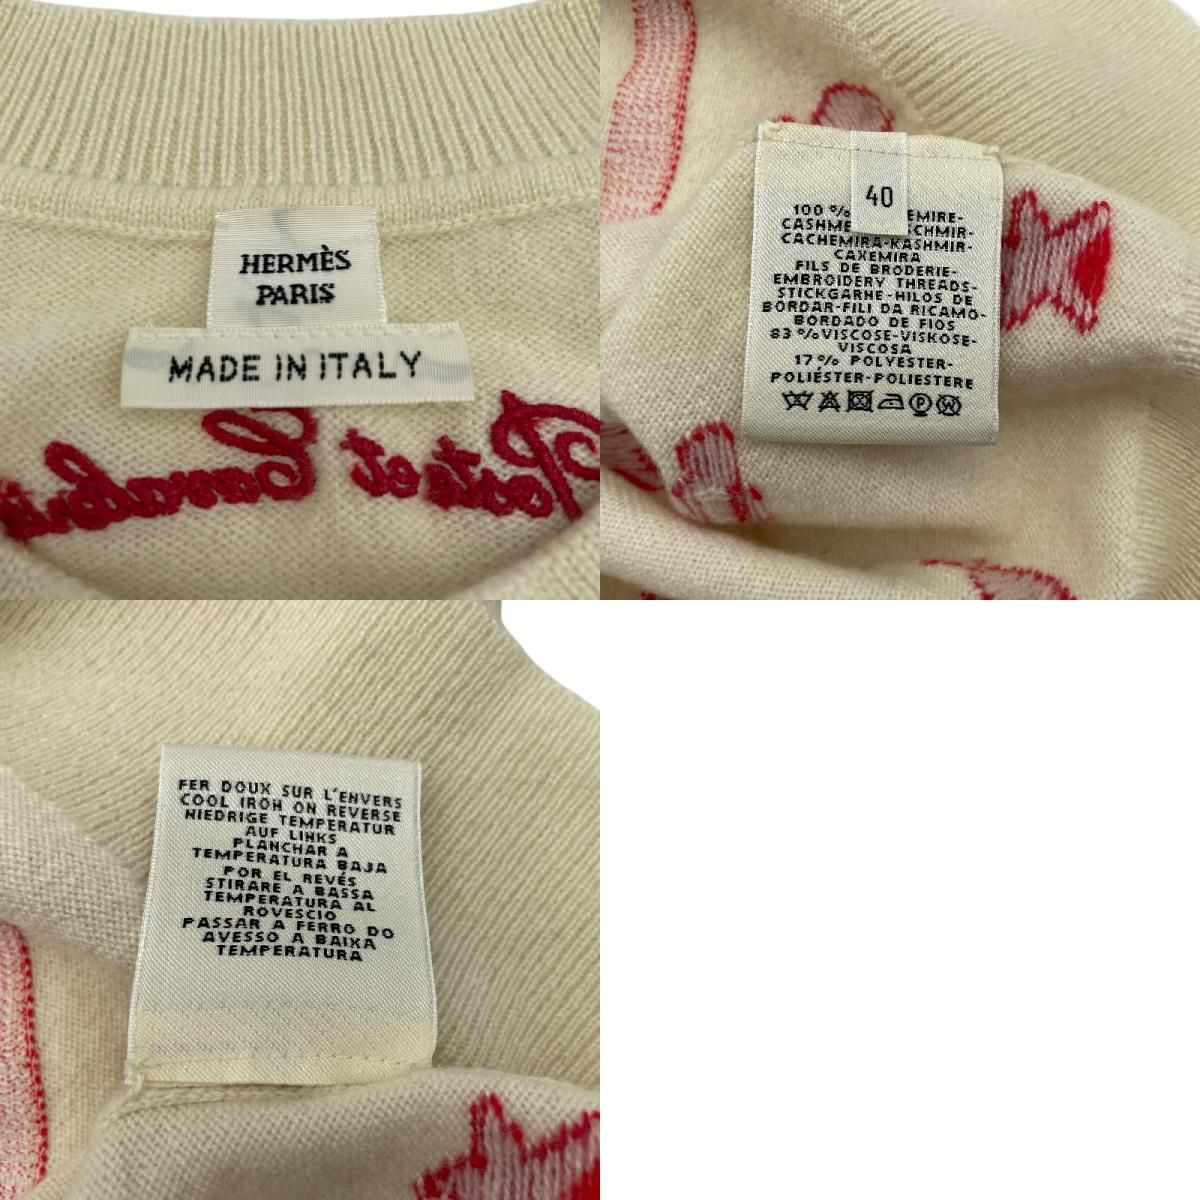 HERMÈS
PARIS
MADE IN ITALY
40
100 % EMIRE-
CASHME CHMIR-
CACHEMIRA-KASHMIR-
CAXEMIRA
FILS DE BRODERIE-
EMBROIDERY THREADS-
STICKGARNE-HILOS DE
BORDAR-FILI DA RICAMO-
BORDADO DE FIOS
83 % VISCOSE-VISKOSE-
VISCOSA
17 % POLYESTER-
POLIÉSTER-POLIESTERE
P W
FER DOUX SUR L'ENVERS
COOL IRON ON REVERSE
NIEDRIGE TEMPERATUR
AUF LINKS
PLANCHAR A
TEMPERATURA BAJA
POR EL REVÉS
STIRARE A BASSA
TEMPERATURA AL
ROVESCIO
PASSAR A FERRO DO
AVESSO A BAIXA
TEMPERATURA